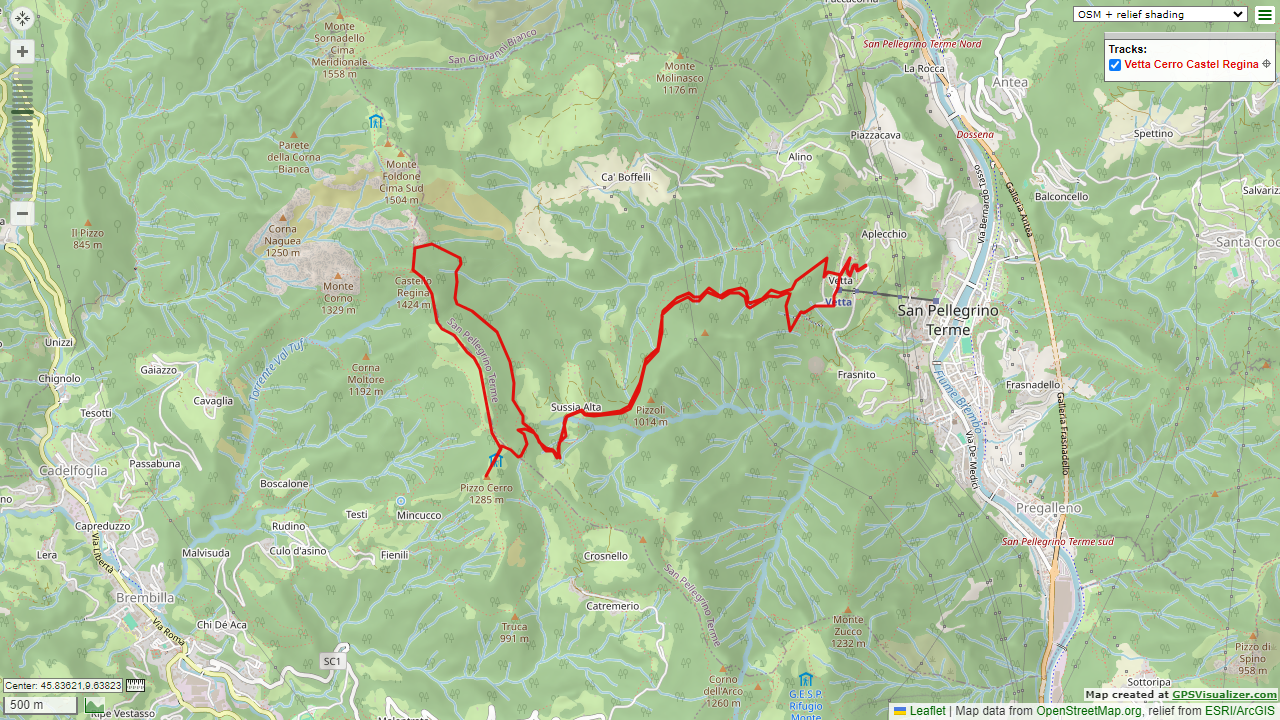 OSM + relief shading
Tracks:
Vetta Cerro Castel Regina
Monte
Sornadello
Cima
Meridionale
1558 m
San Giovanni Bianco
Monte
Molinasco
1176 m
San Pellegrino Terme Nord
La Rocca
Antea
Dossena
Spettino
Piazzacava
Alino
Parete
della Corna
Bianca
Monte
Foldone
Cima Sud
1504 m
Ca' Boffelli
Via Bernardo Tasso
Galleria Antea
Balconcello
Salvariz
Santa Croc
Il Pizzo
845 m
Corna
Naguea
1250 m
Aplecchio
Castello
Regina
1424 m
Monte
Corno
1329 m
Vetta
Vetta
San Pellegrino
Terme
San Pellegrino Terme
Unizzi
Torrente Val Tuf
Gaiazzo
Chignolo
Corna
Moltore
1192 m
Cavaglia
Tesotti
Sussia Alta
Pizzoli
1014 m
Frasnito
Il Fiume Brembo
Frasnadello
Galleria Frasnadello
Via De' Medici
Passabuna
Cadelfoglia
Boscalone
Pizzo Cerro
1285 m
Testi
Mincucco
Pregalleno
Capreduzzo
Rudino
Lera
Via Libertà
Malvisuda
Culo d'asino
Fienili
Crosnello
San Pellegrino Terme sud
San Pellegrino Terme
Brembilla
Catremerio
Chi Dé Aca
Via Roma
Truca
991 m
Monte
Zucco
1232 m
Pizzo di
Spino
958 m
SC1
Corno
dell'Arco
1260 m
G.E.S.P
Rifugio
Monte
Sottoripa
Center: 45.83621,9.63823
500 m
Ripe Vestasso
Map created at GPSVisualizer.com
Leaflet | Map data from OpenStreetMap.org, relief from ESRI/ArcGIS